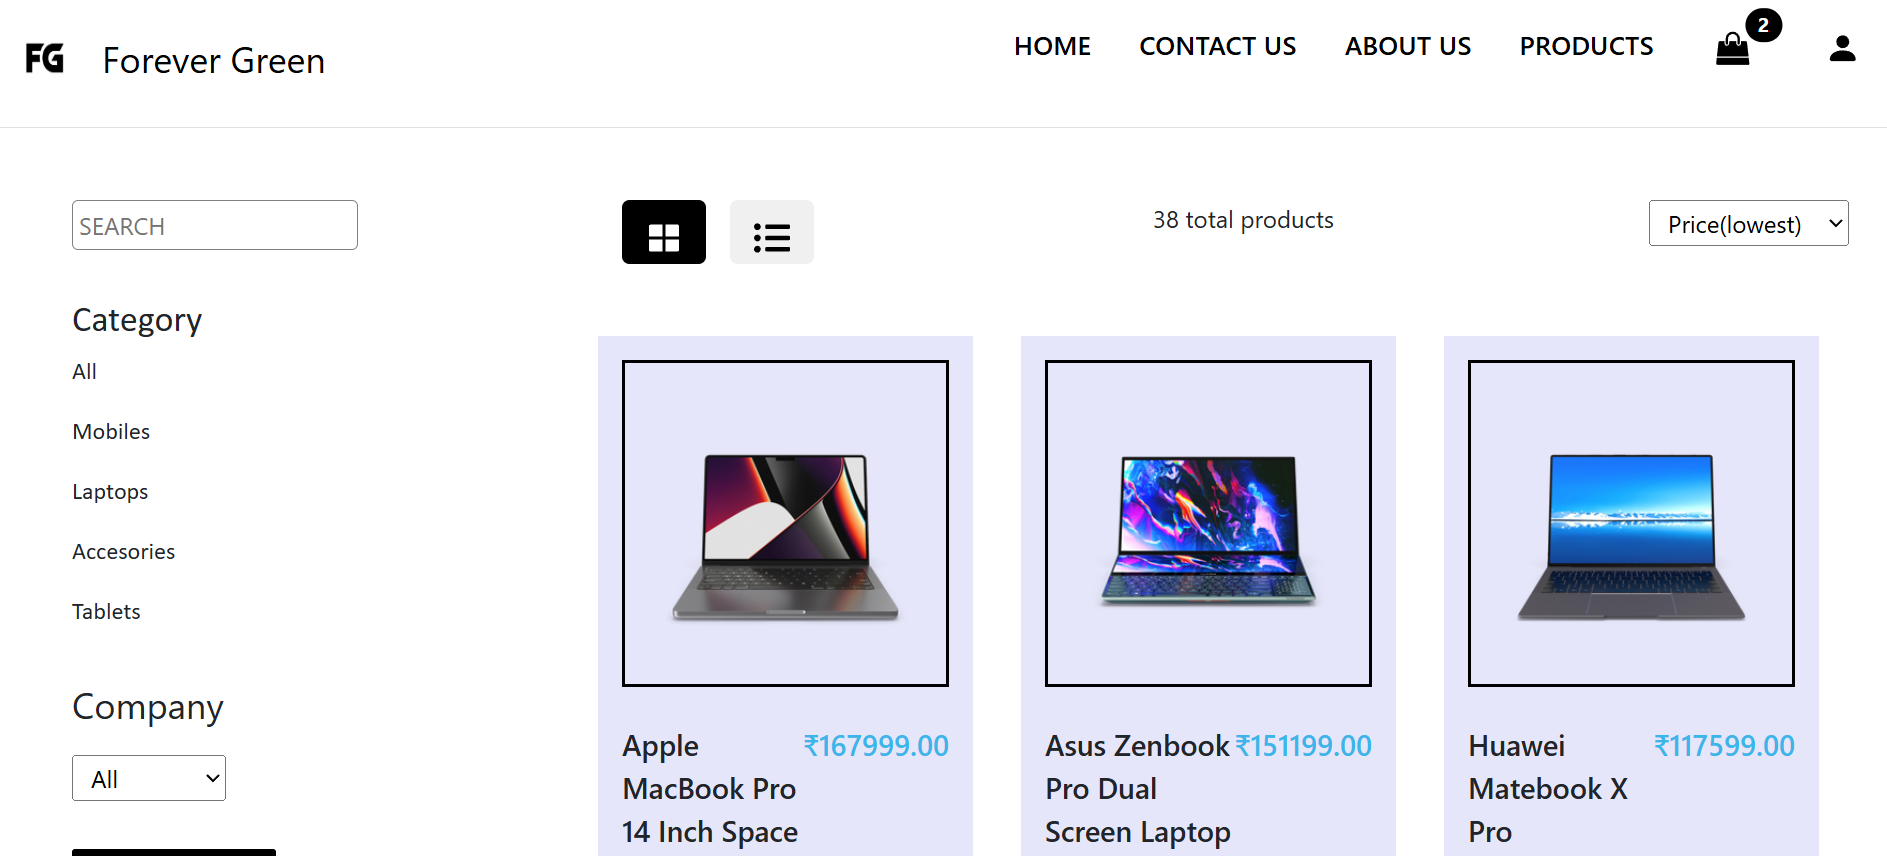 FG
Forever Green
HOME
CONTACT US
ABOUT US
PRODUCTS
2
SEARCH
38 total products
Price(lowest)
Category
All
Mobiles
Laptops
Accesories
Tablets
Company
All
Apple ₹167999.00
MacBook Pro
14 Inch Space
Asus Zenbook ₹151199.00
Pro Dual
Screen Laptop
Huawei ₹117599.00
Matebook X
Pro